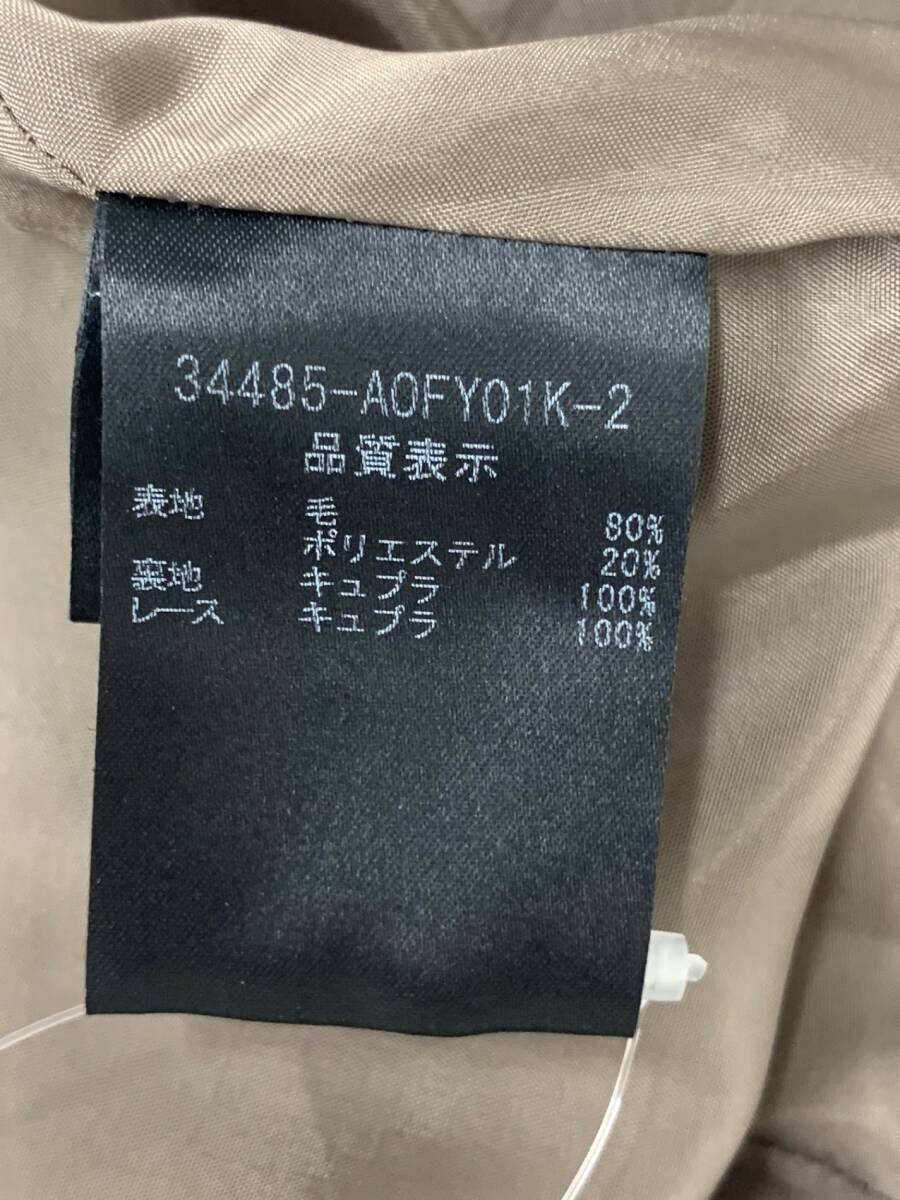 34485-A0FY01K-2
品質表示
表地 毛 80%
ポリエステル 20%
裏地 キュプラ 100%
レース キュプラ 100%